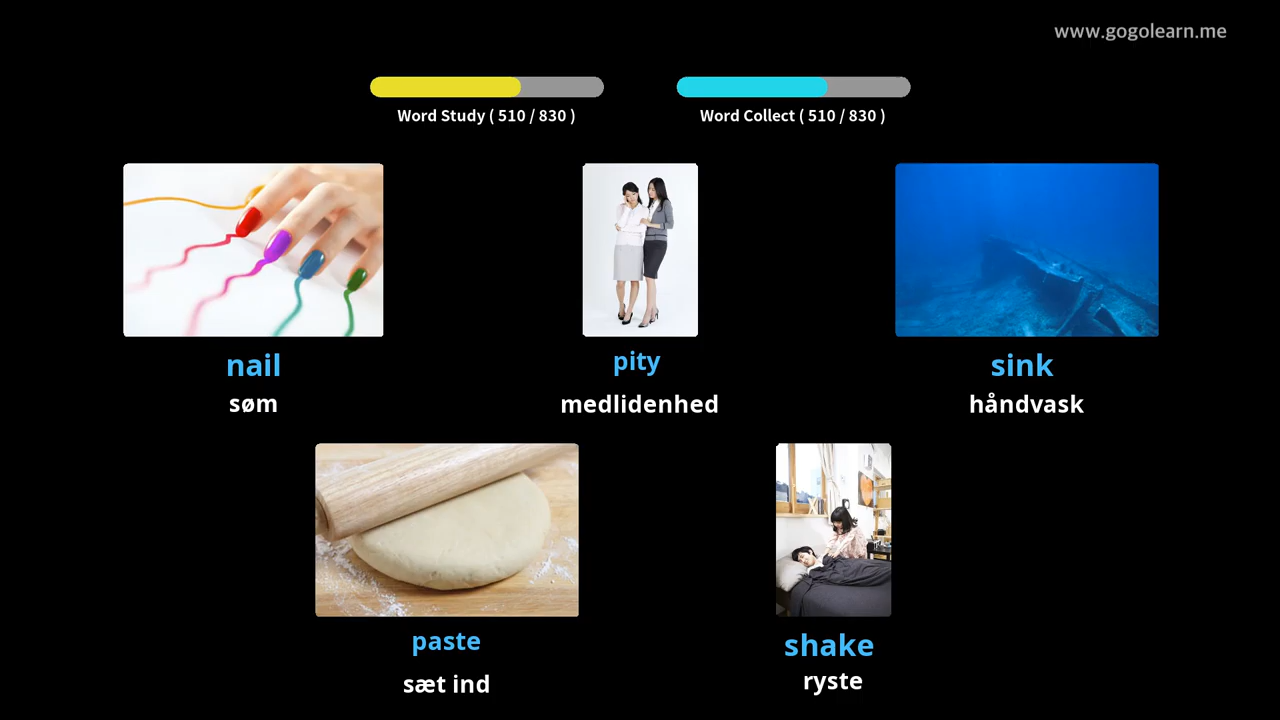 www.gogolearn.me
Word Study ( 510 / 830 )
Word Collect ( 510 / 830 )
nail
søm
pity
medlidenhed
sink
håndvask
paste
sæt ind
shake
ryste